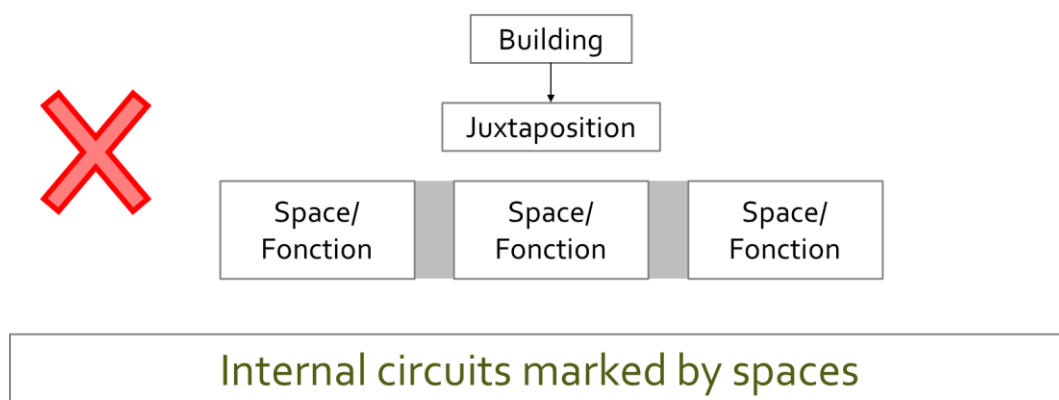 Building
Juxtaposition
Space/
Fonction
Space/
Fonction
Space/
Fonction
Internal circuits marked by spaces